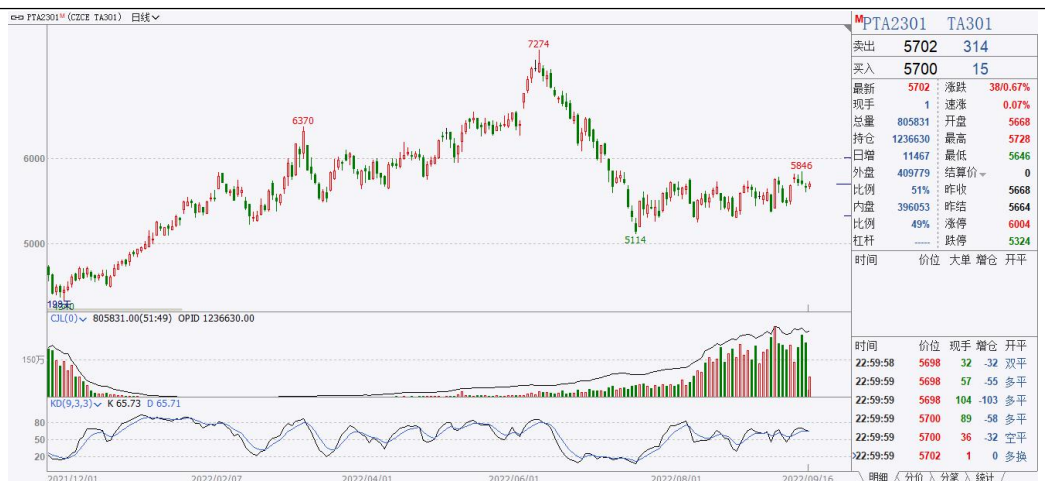 PTA2301M (CZCE TA301) 日线
7274
6370
6000
5846
5114
5000
198天
CJL(0) 805831.00(51:49) OPID 1236630.00
150万
KD(9,3,3) K 65.73 D 65.71
80
50
20
2021/12/01 2022/02/07 2022/04/01 2022/06/01 2022/08/01 2022/09/16
MPTA2301 TA301
卖出 5702 314
买入 5700 15
最新 5702 涨跌 38/0.67%
现手 1 速涨 0.07%
总量 805831 开盘 5668
持仓 1236630 最高 5728
日增 11467 最低 5646
外盘 409779 结算价 0
比例 51% 昨收 5668
内盘 396053 昨结 5664
比例 49% 涨停 6004
杠杆 ----- 跌停 5324
时间 价位 大单 增仓 开平
时间 价位 现手 增仓 开平
22:59:58 5698 32 -32 双平
22:59:59 5698 57 -55 多平
22:59:59 5698 104 -103 多平
22:59:59 5700 89 -58 多平
22:59:59 5700 36 -32 空平
22:59:59 5702 1 0 多换
明细 分价 分笔 统计